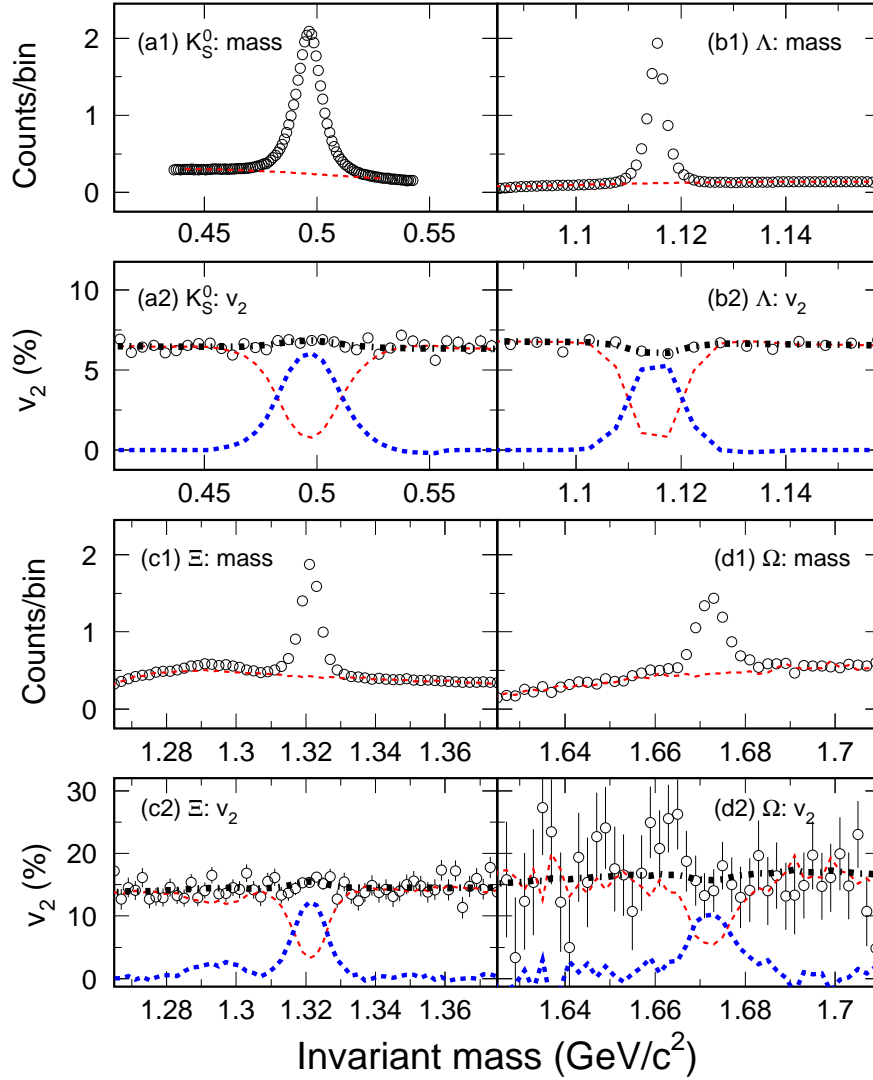 (a1) K⁰_S: mass
(b1) Λ: mass
Counts/bin
2
1
0
0.45 0.5 0.55
1.1 1.12 1.14
(a2) K⁰_S: v₂
(b2) Λ: v₂
v₂ (%)
10
5
0
0.45 0.5 0.55
1.1 1.12 1.14
(c1) Ξ: mass
(d1) Ω: mass
Counts/bin
2
1
0
1.28 1.3 1.32 1.34 1.36
1.64 1.66 1.68 1.7
(c2) Ξ: v₂
(d2) Ω: v₂
v₂ (%)
30
20
10
0
1.28 1.3 1.32 1.34 1.36
1.64 1.66 1.68 1.7
Invariant mass (GeV/c²)